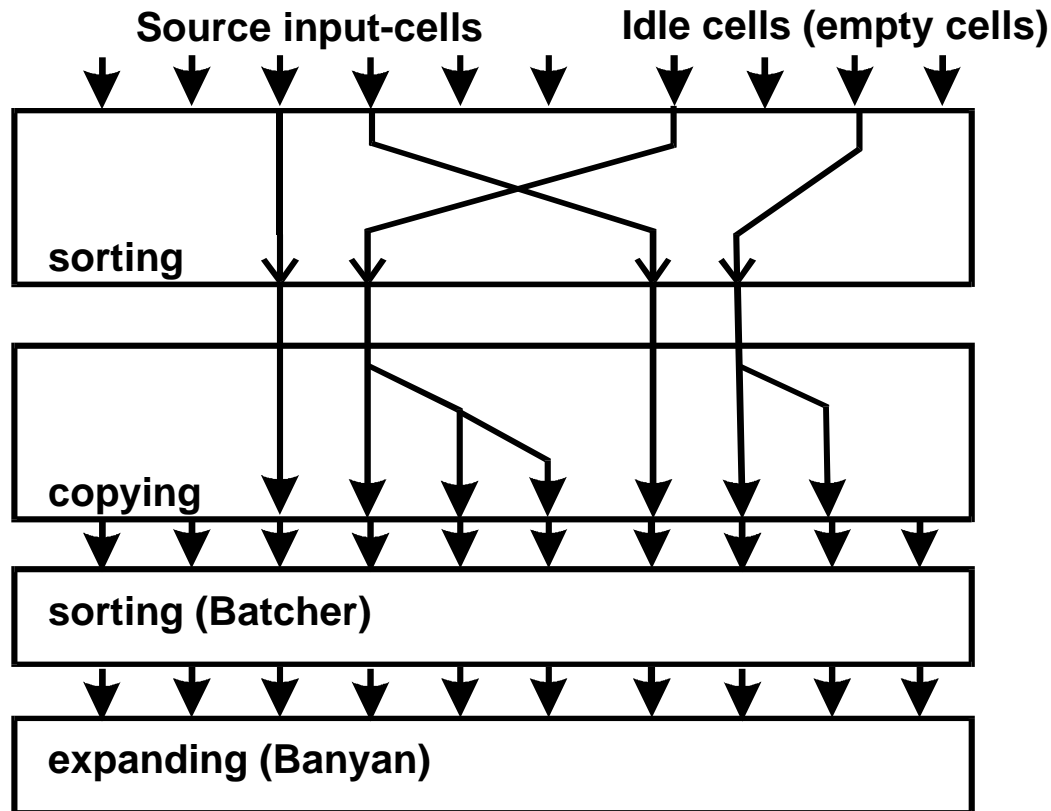 Source input-cells Idle cells (empty cells)
sorting
copying
sorting (Batcher)
expanding (Banyan)